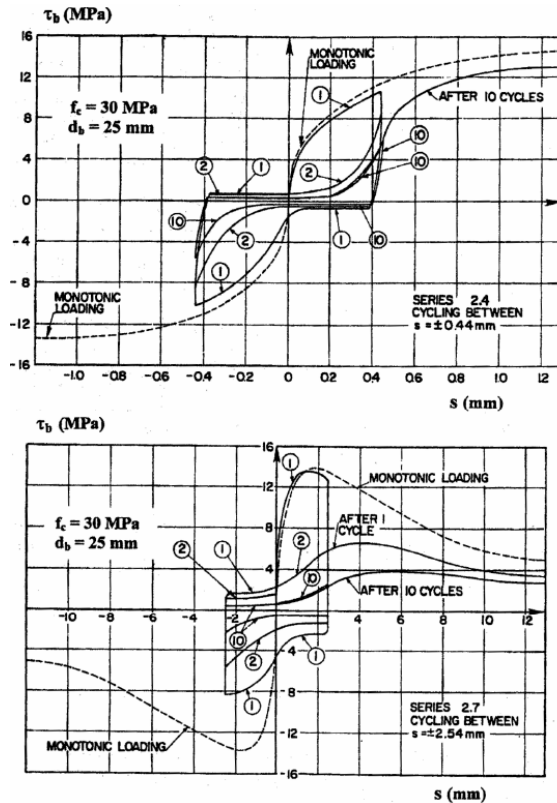 τb (MPa)
16
12
8
4
0
-4
-8
-12
-16
MONOTONIC
LOADING
1
fc = 30 MPa
db = 25 mm
AFTER 10 CYCLES
2
1
2
10
10
10
2
1
1
10
MONOTONIC
LOADING
SERIES 2.4
CYCLING BETWEEN
s = ±0.44mm
-1.0 -0.8 -0.6 -0.4 -0.2 0 0.2 0.4 0.6 0.8 1.0 1.2
s (mm)
τb (MPa)
16
12
8
4
-4
-8
-12
-16
1
MONOTONIC LOADING
fc = 30 MPa
db = 25 mm
AFTER 1
CYCLE
2
1
2
10
AFTER 10 CYCLES
-10 -8 -6 -4 -2 2 4 6 8 10 12
10
2
1
1
MONOTONIC LOADING
SERIES 2.7
CYCLING BETWEEN
s=±2.54mm
s (mm)